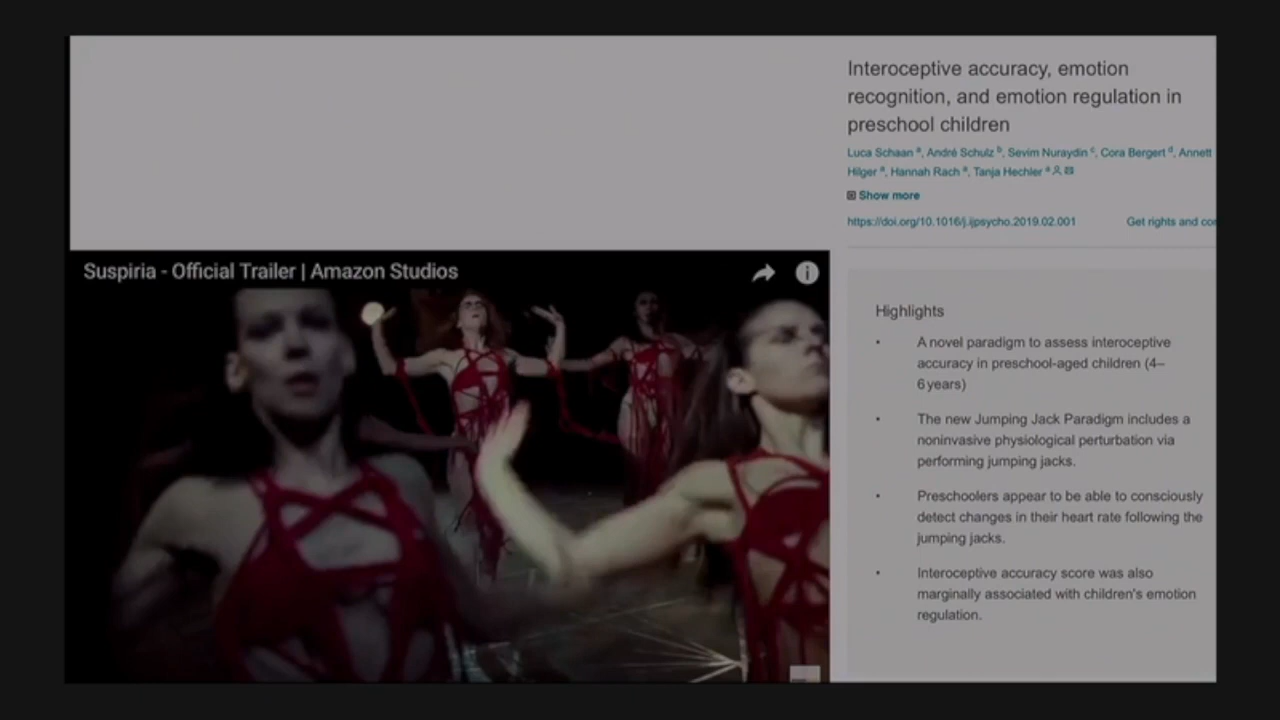 Interoceptive accuracy, emotion
recognition, and emotion regulation in
preschool children
Luca Schaan a, André Schulz b, Sevim Nuraydin c, Cora Bergert d, Annett
Hilger a, Hannah Rach a, Tanja Hechler a
Show more
https://doi.org/10.1016/j.ijpsycho.2019.02.001 Get rights and con
Suspiria - Official Trailer | Amazon Studios
Highlights
• A novel paradigm to assess interoceptive
accuracy in preschool-aged children (4–
6 years)
• The new Jumping Jack Paradigm includes a
noninvasive physiological perturbation via
performing jumping jacks.
• Preschoolers appear to be able to consciously
detect changes in their heart rate following the
jumping jacks.
• Interoceptive accuracy score was also
marginally associated with children's emotion
regulation.